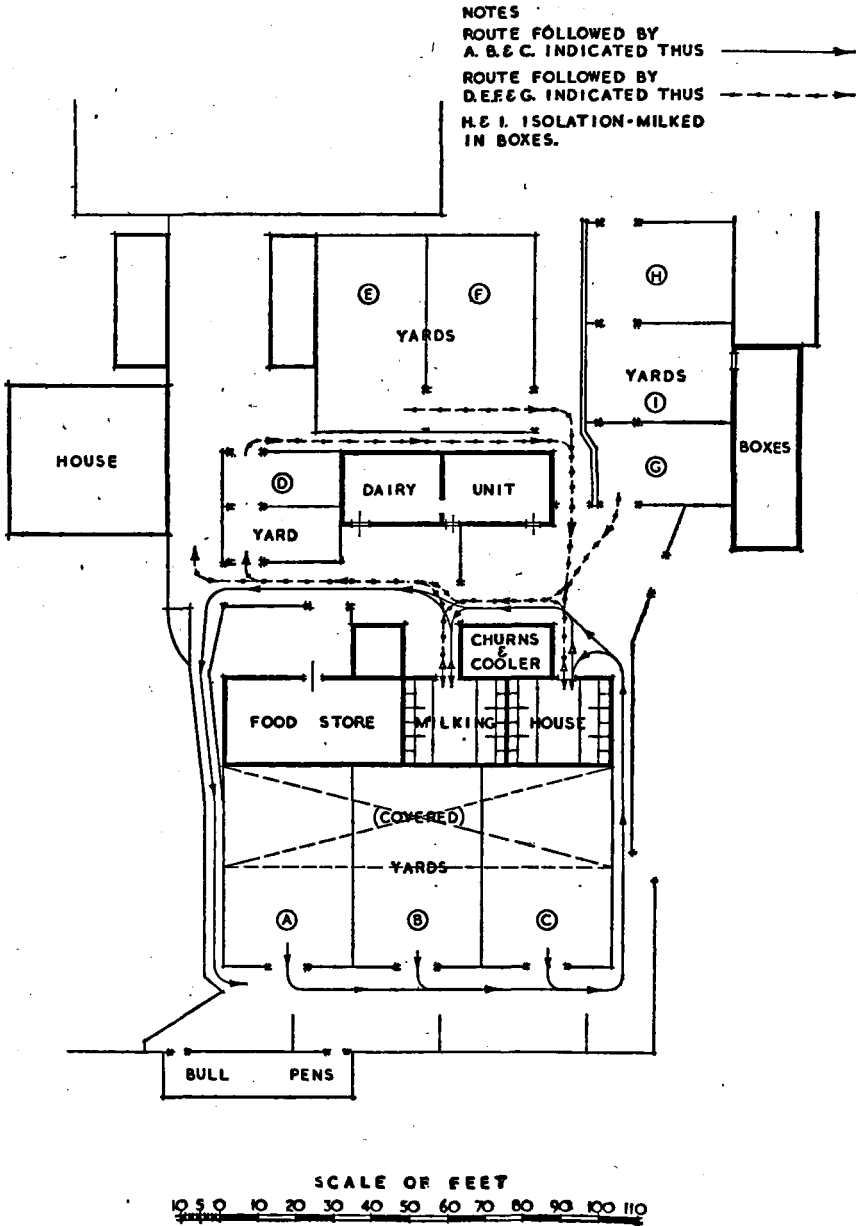 NOTES
ROUTE FOLLOWED BY
A. B. & C. INDICATED THUS
ROUTE FOLLOWED BY
D.E.F.& G. INDICATED THUS
H. & I. ISOLATION-MILKED
IN BOXES.
H
E
F
YARDS
YARDS
I
BOXES
HOUSE
G
D
DAIRY
UNIT
YARD
CHURNS
&
COOLER
FOOD STORE
MILKING HOUSE
(COVERED)
YARDS
A
B
C
BULL PENS
SCALE OF FEET
10 5 0 10 20 30 40 50 60 70 80 90 100 110